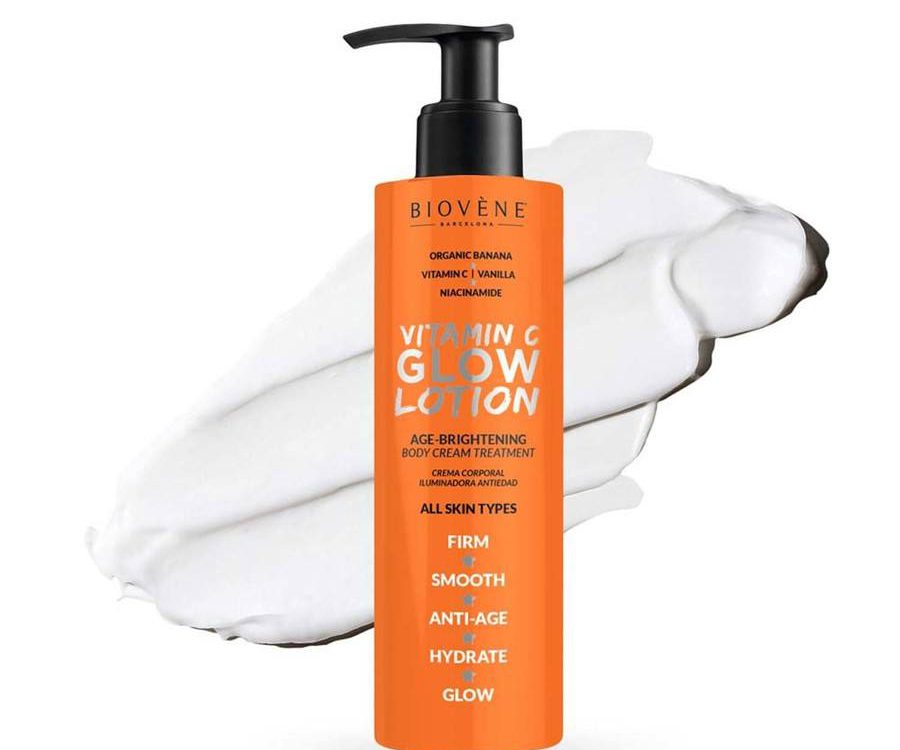 BIOVÈNE
BARCELONA
ORGANIC BANANA
VITAMIN C | VANILLA
NIACINAMIDE
VITAMIN C
GLOW
LOTION
AGE-BRIGHTENING
BODY CREAM TREATMENT
CREMA CORPORAL
ILUMINADORA ANTIEDAD
ALL SKIN TYPES
FIRM
SMOOTH
ANTI-AGE
HYDRATE
GLOW